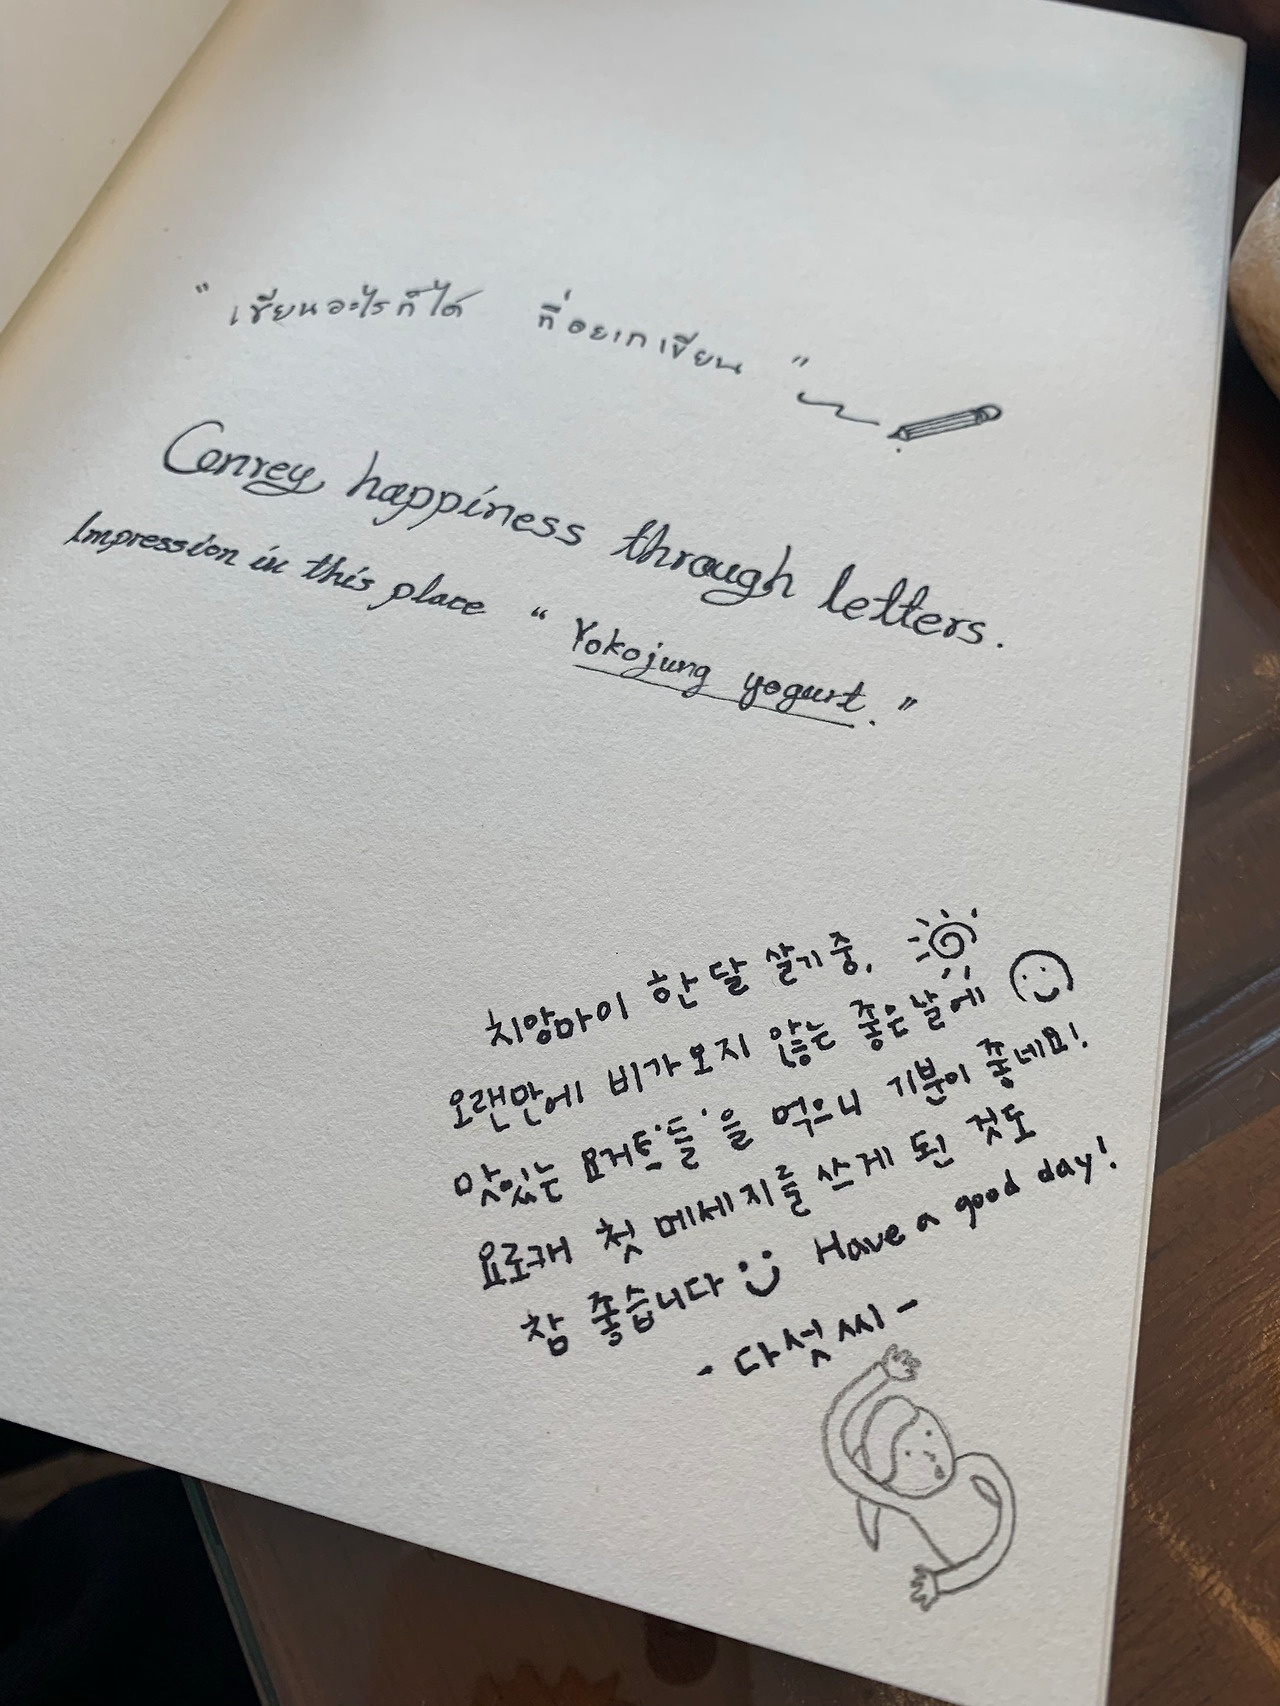 " เขียนอะไรก็ได้ ที่อยากเขียน "
Convey happiness through letters.
Impression in this place " Yokojung yogurt. "
치앙마이 한 달 살기 중,
오랜만에 비가 오지 않는 좋은 날에
맛있는 요거트'들'을 먹으니 기분이 좋네요!
요로케 첫 메세지를 쓰게 된 것도
참 좋습니다 :) Have a good day!
- 다섯씨 -